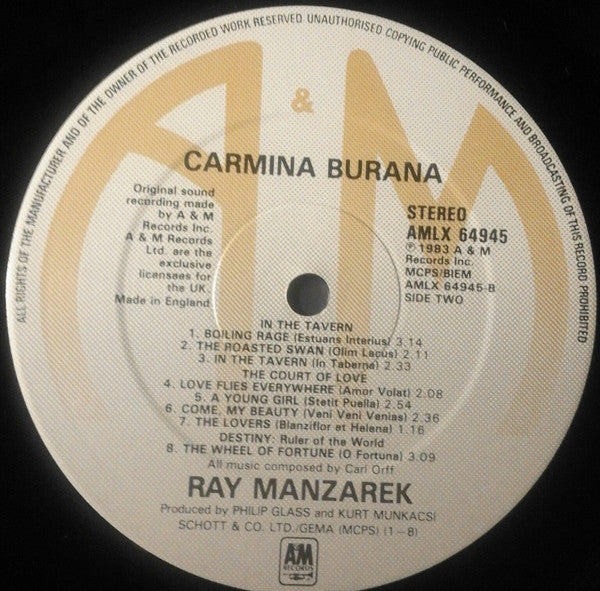 ALL RIGHTS OF THE MANUFACTURER AND OF THE OWNER OF THE RECORDED WORK RESERVED. UNAUTHORISED COPYING PUBLIC PERFORMANCE AND BROADCASTING OF THIS RECORD PROHIBITED
A & M
CARMINA BURANA
Original sound
recording made
by A & M
Records Inc.
A & M Records
Ltd. are the
exclusive
licensees for
the UK.
Made in England
STEREO
AMLX 64945
℗ 1983 A & M
Records Inc.
MCPS/BIEM
AMLX 64945-B
SIDE TWO
IN THE TAVERN
1. BOILING RAGE (Estuans Interius) 3.14
2. THE ROASTED SWAN (Olim Lacus) 2.11
3. IN THE TAVERN (In Taberna) 2.33
THE COURT OF LOVE
4. LOVE FLIES EVERYWHERE (Amor Volat) 2.08
5. A YOUNG GIRL (Stetit Puella) 2.54
6. COME, MY BEAUTY (Veni Veni Venias) 2.36
7. THE LOVERS (Blanziflor et Helena) 1.16
DESTINY: Ruler of the World
8. THE WHEEL OF FORTUNE (O Fortuna) 3.09
All music composed by Carl Orff
RAY MANZAREK
Produced by PHILIP GLASS and KURT MUNKACSI
SCHOTT & CO. LTD./GEMA (MCPS) (1–8)
AM
RECORDS